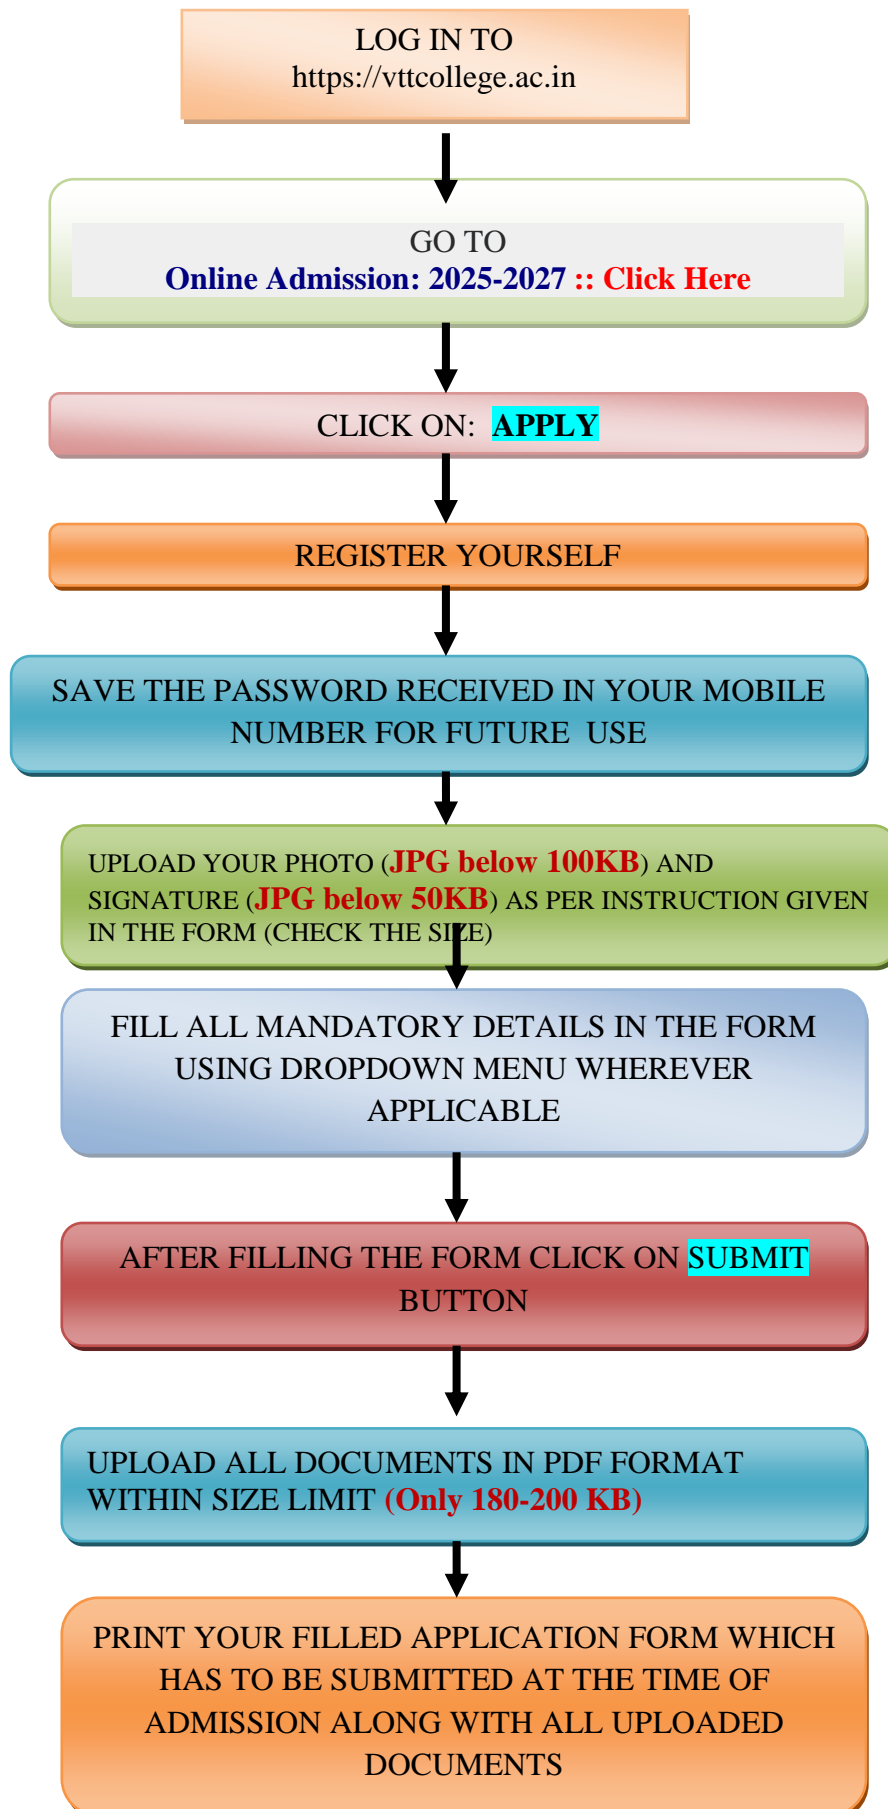 LOG IN TO
https://vttcollege.ac.in
GO TO
Online Admission: 2025-2027 :: Click Here
CLICK ON: APPLY
REGISTER YOURSELF
SAVE THE PASSWORD RECEIVED IN YOUR MOBILE
NUMBER FOR FUTURE USE
UPLOAD YOUR PHOTO (JPG below 100KB) AND
SIGNATURE (JPG below 50KB) AS PER INSTRUCTION GIVEN
IN THE FORM (CHECK THE SIZE)
FILL ALL MANDATORY DETAILS IN THE FORM
USING DROPDOWN MENU WHEREVER
APPLICABLE
AFTER FILLING THE FORM CLICK ON SUBMIT
BUTTON
UPLOAD ALL DOCUMENTS IN PDF FORMAT
WITHIN SIZE LIMIT (Only 180-200 KB)
PRINT YOUR FILLED APPLICATION FORM WHICH
HAS TO BE SUBMITTED AT THE TIME OF
ADMISSION ALONG WITH ALL UPLOADED
DOCUMENTS